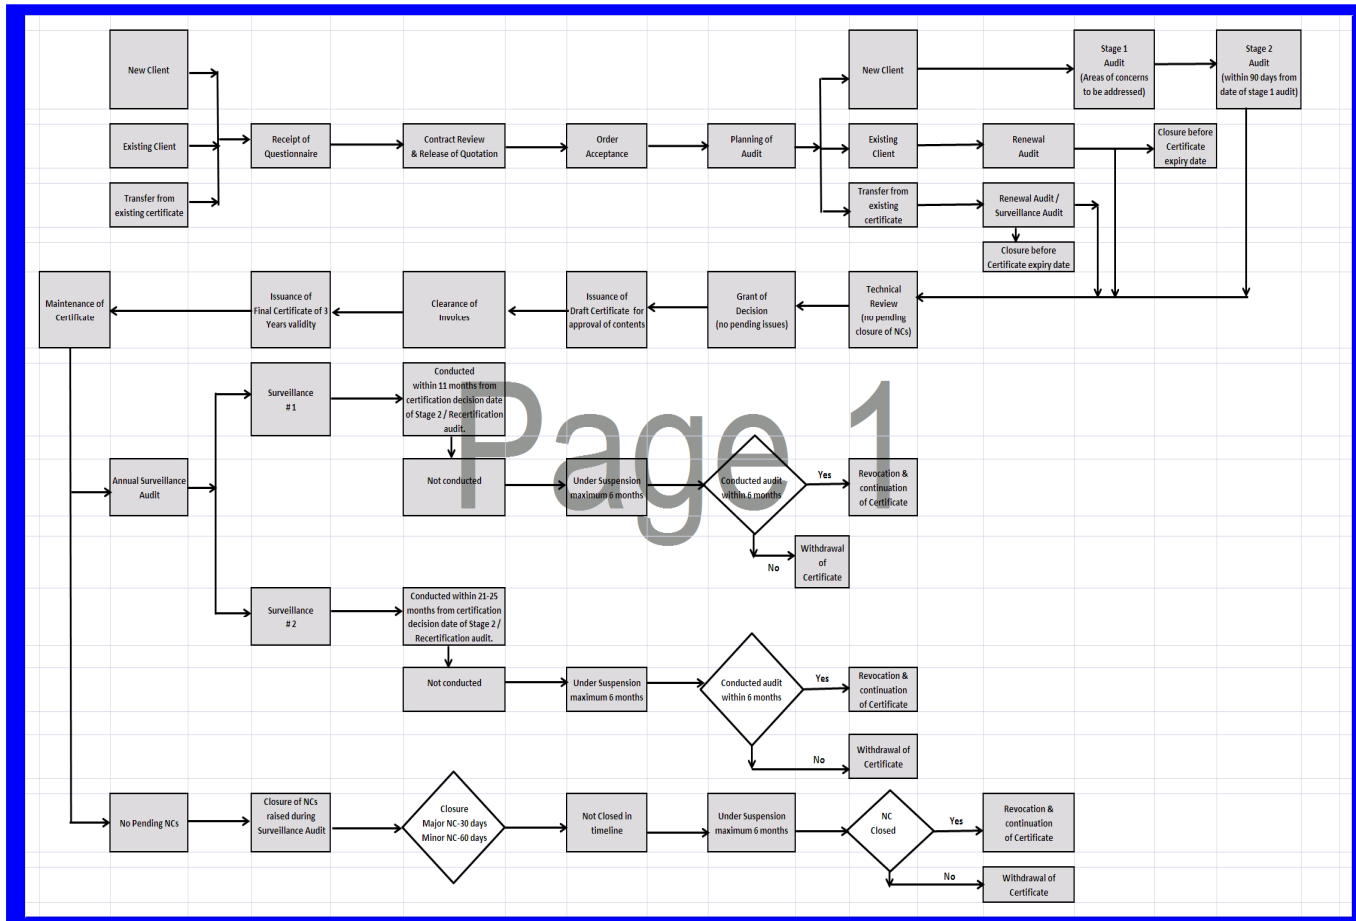 New Client
Existing Client
Transfer from
existing certificate
Receipt of
Questionnaire
Contract Review
& Release of Quotation
Order
Acceptance
Planning of
Audit
New Client
Existing
Client
Transfer from
existing
certificate
Stage 1
Audit
(Areas of concerns
to be addressed)
Stage 2
Audit
(within 90 days from
date of stage 1 audit)
Renewal
Audit
Closure before
Certificate
expiry date
Renewal Audit /
Surveillance Audit
Closure before
Certificate expiry date
Technical
Review
(no pending
closure of NCs)
Grant of
Decision
(no pending issues)
Issuance of
Draft Certificate for
approval of contents
Clearance of
Invoices
Issuance of
Final Certificate of 3
Years validity
Maintenance of
Certificate
Annual Surveillance
Audit
Surveillance
# 1
Conducted
within 11 months from
certification decision date
of Stage 2 / Recertification
audit.
Not conducted
Under Suspension
maximum 6 months
Conducted audit
within 6 months
Yes
Revocation &
continuation
of Certificate
No
Withdrawal
of
Certificate
Page 1
Surveillance
# 2
Conducted within 21-25
months from certification
decision date of Stage 2 /
Recertification audit.
Not conducted
Under Suspension
maximum 6 months
Conducted audit
within 6 months
Yes
Revocation &
continuation
of Certificate
No
Withdrawal of
Certificate
No Pending NCs
Closure of NCs
raised during
Surveillance Audit
Closure
Major NC-30 days
Minor NC-60 days
Not Closed in
timeline
Under Suspension
maximum 6 months
NC
Closed
Yes
Revocation &
continuation
of Certificate
No
Withdrawal of
Certificate